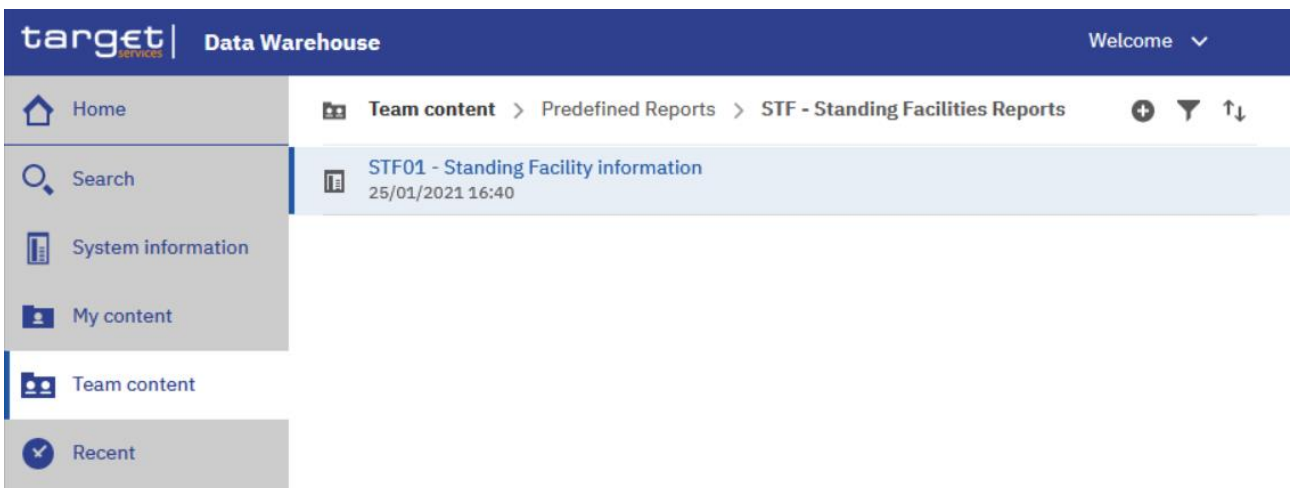 target services | Data Warehouse Welcome
Home
Team content > Predefined Reports > STF - Standing Facilities Reports
Search
STF01 - Standing Facility information
25/01/2021 16:40
System information
My content
Team content
Recent